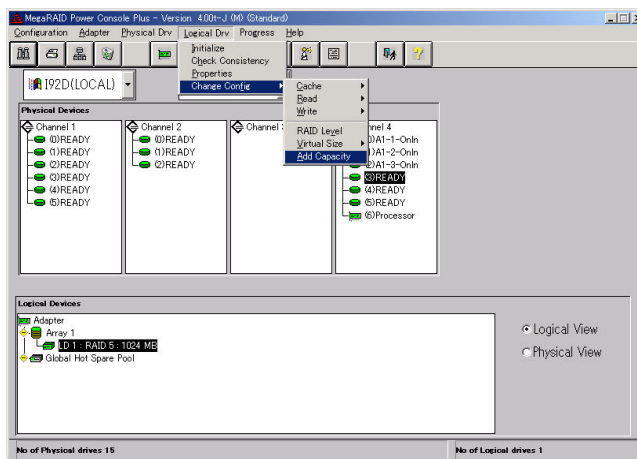 MegaRAID Power Console Plus - Version 4.00t-J (M) (Standard)
Configuration Adapter Physical Drv Logical Drv Progress Help
Initialize
Check Consistency
Properties
Change Config
Cache
Read
Write
RAID Level
Virtual Size
Add Capacity
I92D(LOCAL)
Physical Devices
Channel 1
(0)READY
(1)READY
(2)READY
(3)READY
(4)READY
(5)READY
Channel 2
(0)READY
(1)READY
(2)READY
Channel
nel 4
0)A1-1-Onln
1)A1-2-Onln
(2)A1-3-Onln
(3)READY
(4)READY
(5)READY
(6)Processor
Logical Devices
Adapter
Array 1
LD 1 : RAID 5 : 1024 MB
Global Hot Spare Pool
Logical View
Physical View
No of Physical drives 15
No of Logical drives 1